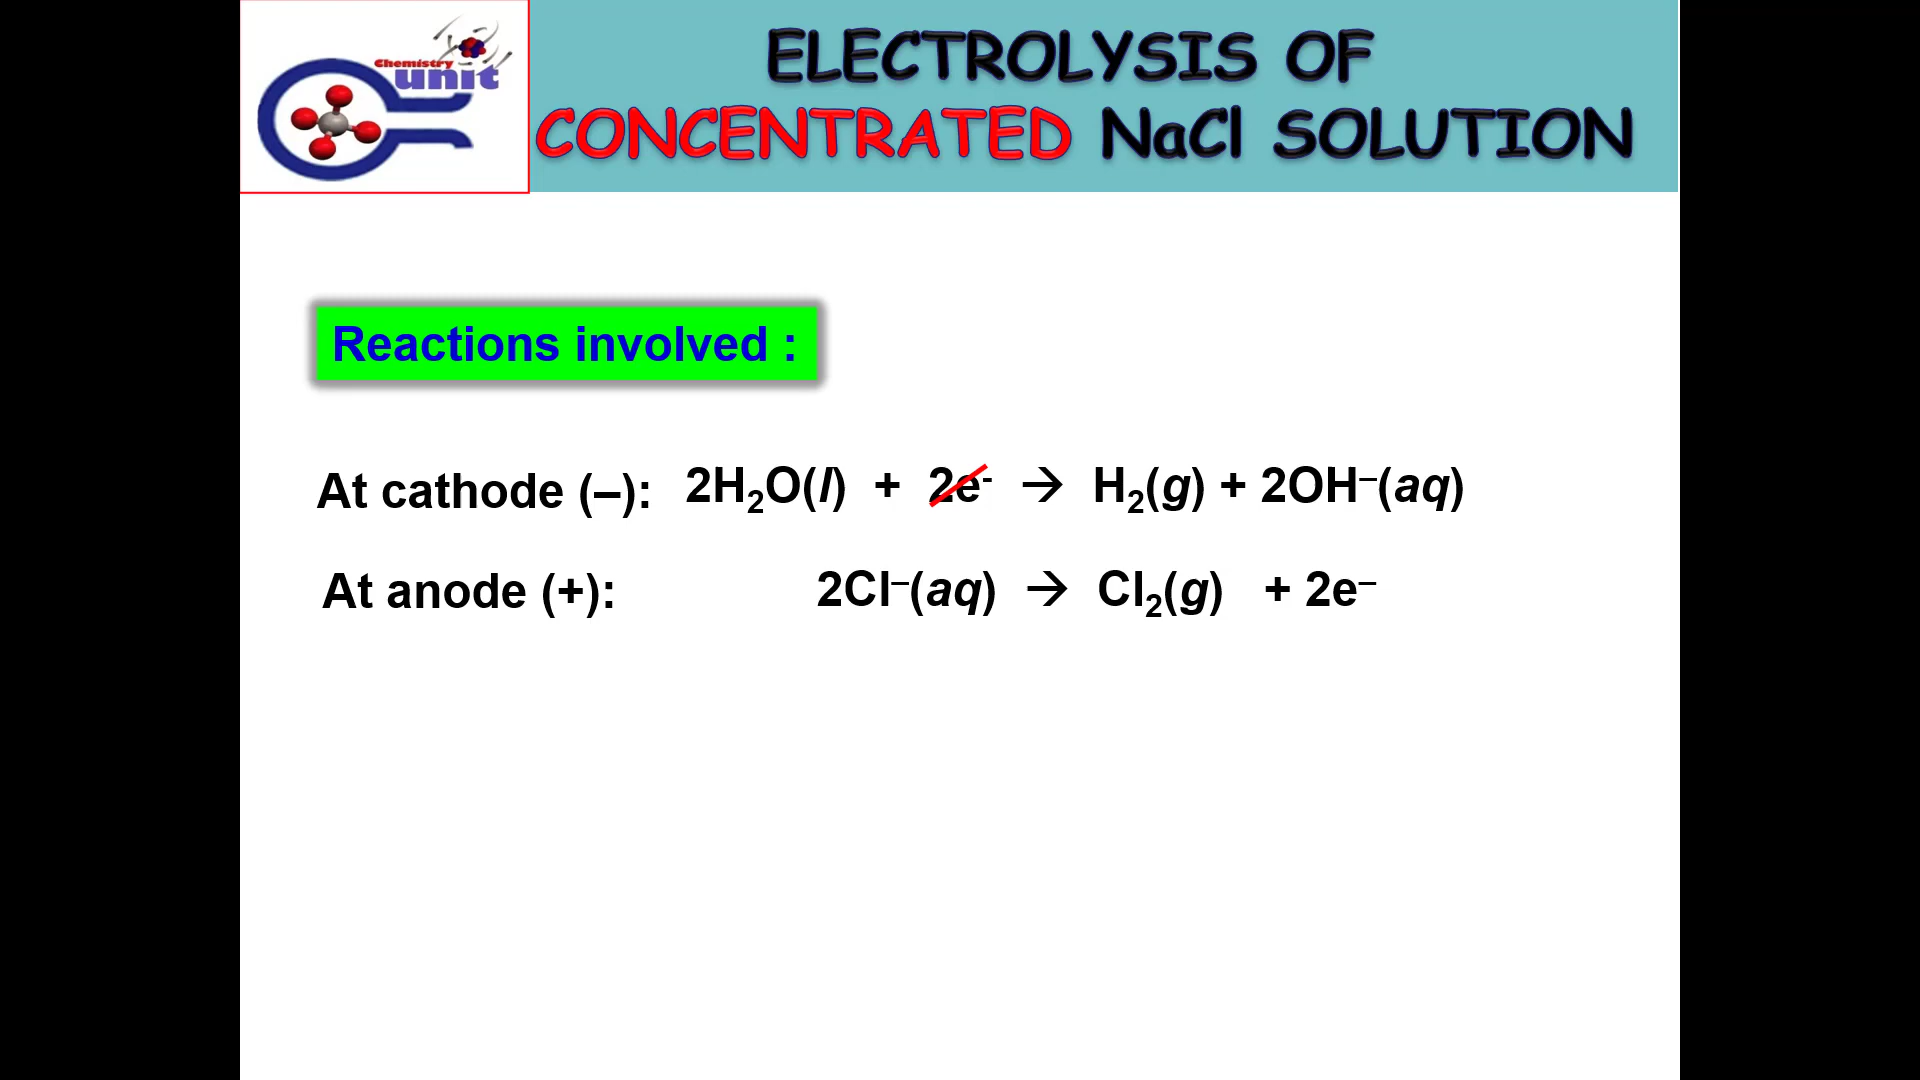 Chemistry
unit
ELECTROLYSIS OF
CONCENTRATED NaCl SOLUTION
Reactions involved :
At cathode (–): 2H₂O(l) + 2e⁻ → H₂(g) + 2OH⁻(aq)
At anode (+): 2Cl⁻(aq) → Cl₂(g) + 2e⁻